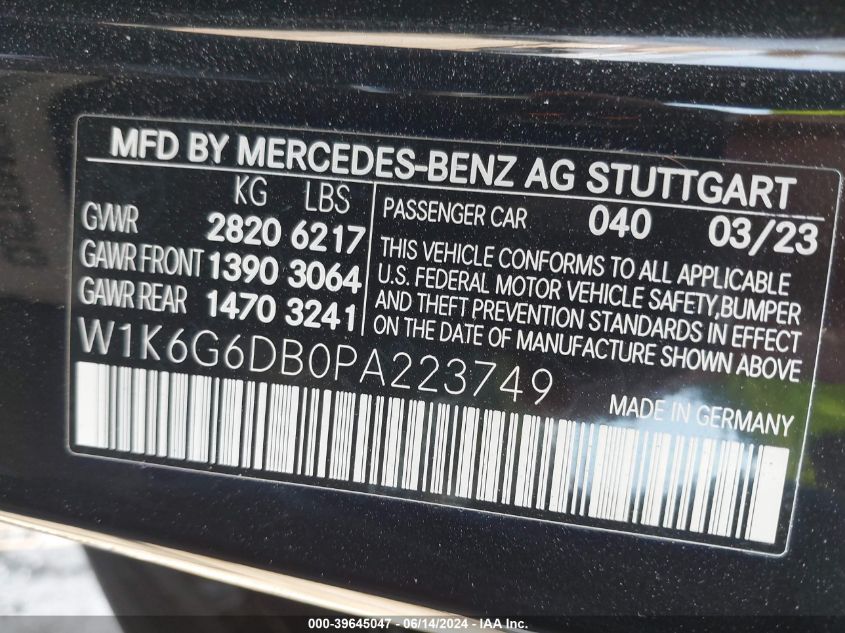 MFD BY MERCEDES-BENZ AG STUTTGART
KG LBS
GVWR 2820 6217
GAWR FRONT 1390 3064
GAWR REAR 1470 3241
PASSENGER CAR 040 03/23
THIS VEHICLE CONFORMS TO ALL APPLICABLE
U.S. FEDERAL MOTOR VEHICLE SAFETY,BUMPER
AND THEFT PREVENTION STANDARDS IN EFFECT
ON THE DATE OF MANUFACTURE SHOWN ABOVE
W1K6G6DB0PA223749
MADE IN GERMANY
000-39645047 - 06/14/2024 - IAA Inc.